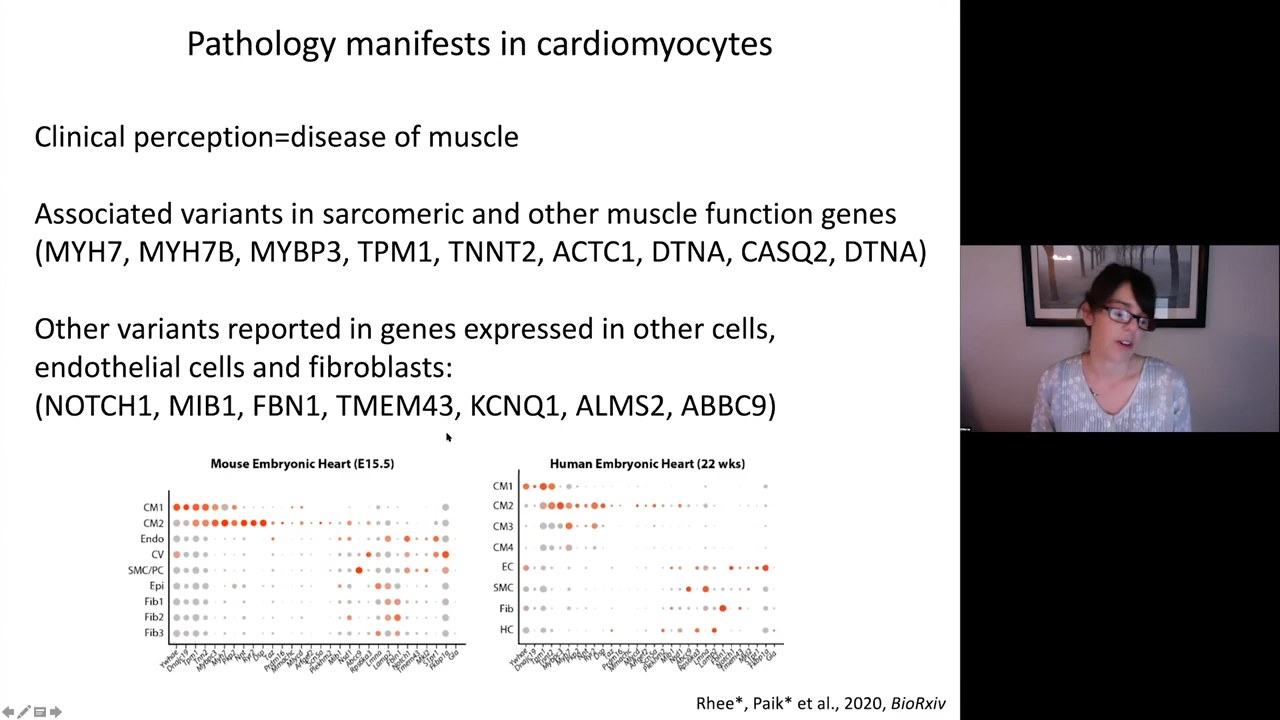 Pathology manifests in cardiomyocytes
Clinical perception=disease of muscle
Associated variants in sarcomeric and other muscle function genes
(MYH7, MYH7B, MYBP3, TPM1, TNNT2, ACTC1, DTNA, CASQ2, DTNA)
Other variants reported in genes expressed in other cells,
endothelial cells and fibroblasts:
(NOTCH1, MIB1, FBN1, TMEM43, KCNQ1, ALMS2, ABBC9)
Mouse Embryonic Heart (E15.5)
CM1
CM2
Endo
CV
SMC/PC
Epi
Fib1
Fib2
Fib3
Human Embryonic Heart (22 wks)
CM1
CM2
CM3
CM4
EC
SMC
Fib
HC
Rhee*, Paik* et al., 2020, BioRxiv